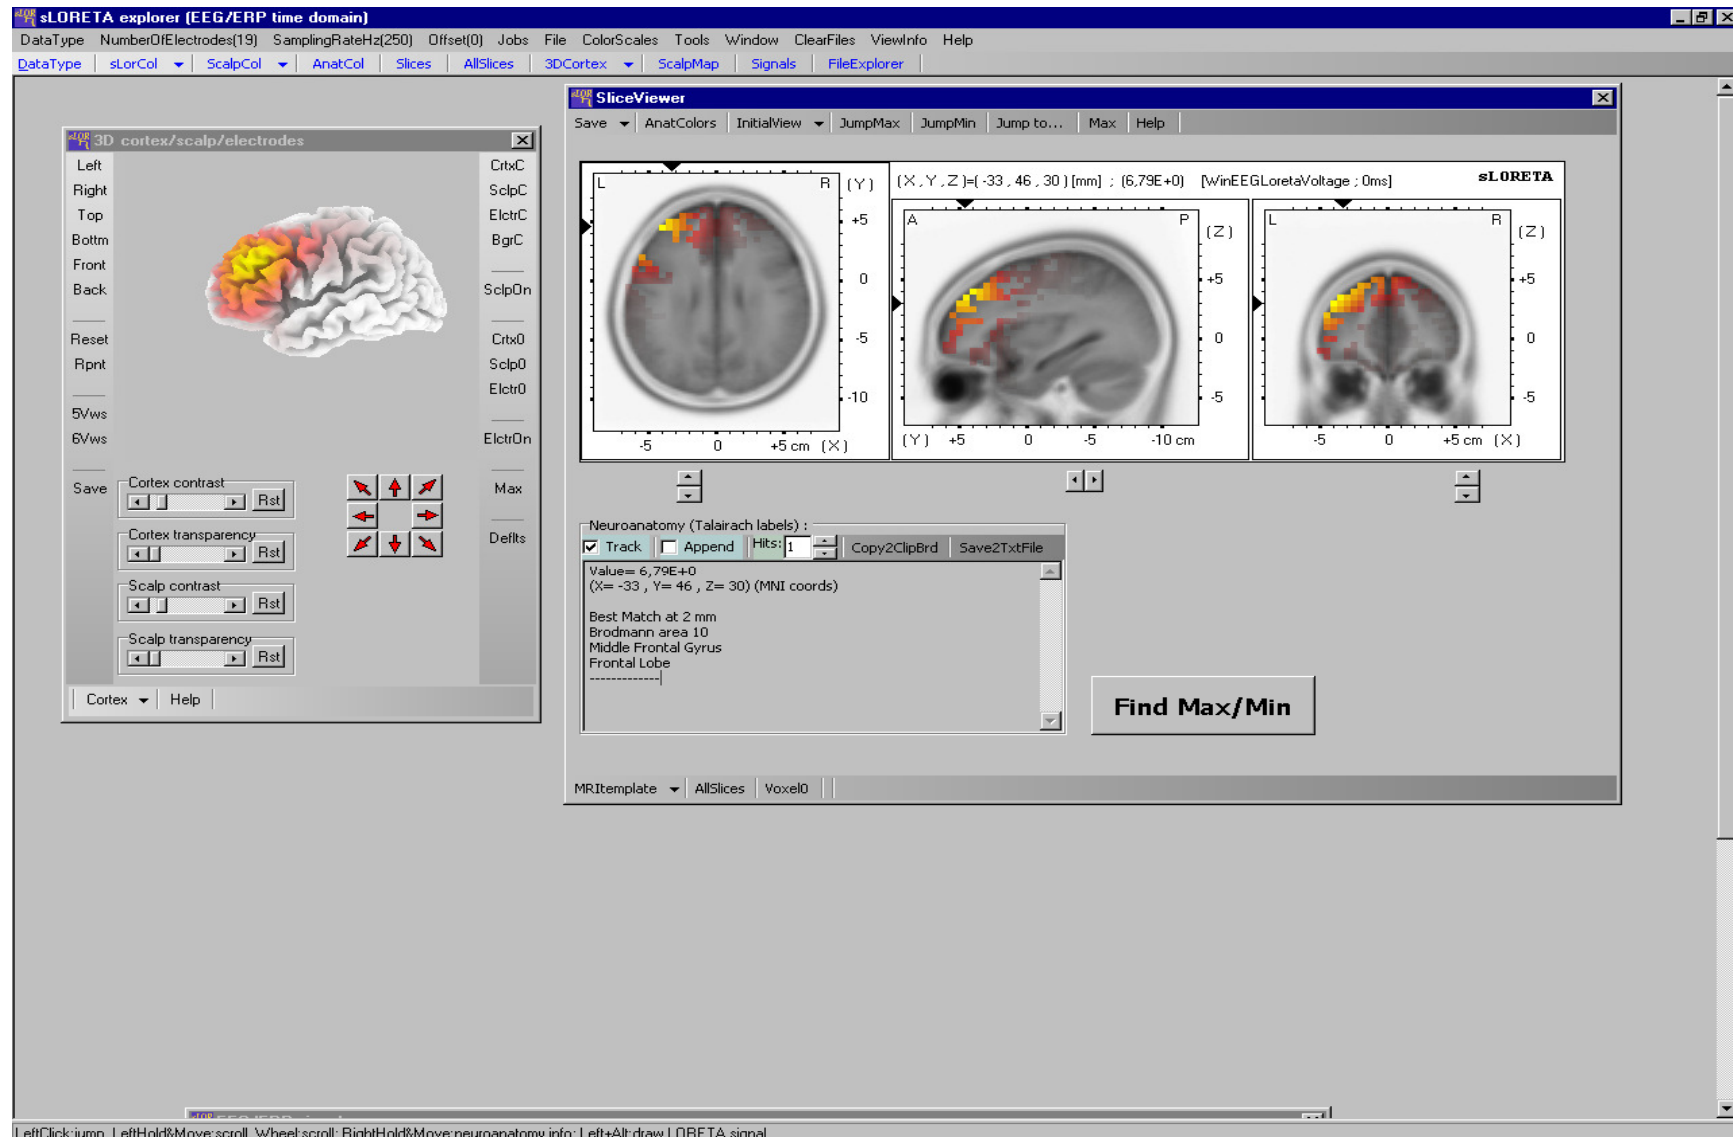 sLORETA explorer (EEG/ERP time domain)
DataType NumberOfElectrodes(19) SamplingRateHz(250) Offset(0) Jobs File ColorScales Tools Window ClearFiles ViewInfo Help
DataType sLorCol ScalpCol AnatCol Slices AllSlices 3DCortex ScalpMap Signals FileExplorer
3D cortex/scalp/electrodes
Left
Right
Top
Bottm
Front
Back
Reset
Rpnt
5Vws
6Vws
Save
CrtxC
SclpC
ElctrC
BgrC
SclpOn
Crtx0
Sclp0
Elctr0
ElctrOn
Max
Deflts
Cortex contrast
Rst
Cortex transparency
Rst
Scalp contrast
Rst
Scalp transparency
Rst
Cortex Help
SliceViewer
Save AnatColors InitialView JumpMax JumpMin Jump to... Max Help
(X,Y,Z)=(-33,46,30)[mm] ; (6,79E+0) [WinEEGLoretaVoltage ; 0ms] sLORETA
L R (Y)
+5
0
-5
-10
-5 0 +5 cm (X)
A P (Z)
+5
0
-5
(Y) +5 0 -5 -10 cm
L R (Z)
+5
0
-5
-5 0 +5 cm (X)
Neuroanatomy (Talairach labels) :
Track Append Hits: 1 Copy2ClipBrd Save2TxtFile
Value= 6,79E+0
(X= -33 , Y= 46 , Z= 30) (MNI coords)
Best Match at 2 mm
Brodmann area 10
Middle Frontal Gyrus
Frontal Lobe
-------------
Find Max/Min
MRItemplate AllSlices Voxel0
LeftClick:jump, LeftHold&Move:scroll, Wheel:scroll; RightHold&Move:neuroanatomy info; Left+Alt:draw LORETA signal